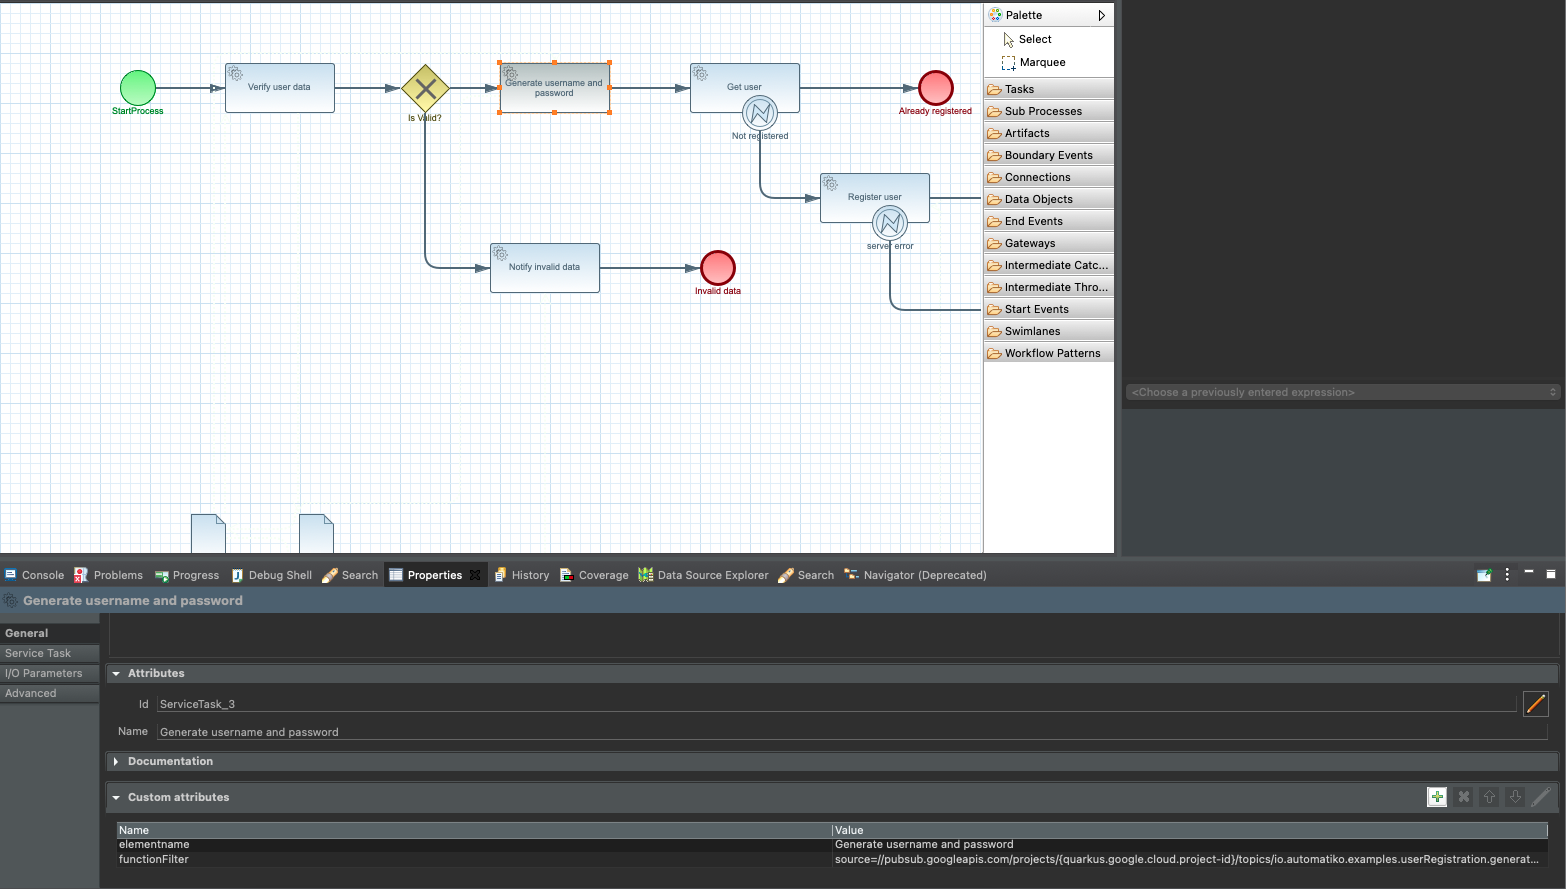 StartProcess
Verify user data
Is Valid?
Generate username and
password
Get user
Not registered
Already registered
Register user
server error
Notify invalid data
Invalid data
Palette
Select
Marquee
Tasks
Sub Processes
Artifacts
Boundary Events
Connections
Data Objects
End Events
Gateways
Intermediate Catc...
Intermediate Thro...
Start Events
Swimlanes
Workflow Patterns
<Choose a previously entered expression>
Console Problems Progress Debug Shell Search Properties History Coverage Data Source Explorer Search Navigator (Deprecated)
Generate username and password
General
Service Task
I/O Parameters
Advanced
Attributes
Id ServiceTask_3
Name Generate username and password
Documentation
Custom attributes
Name Value
elementname Generate username and password
functionFilter source=//pubsub.googleapis.com/projects/{quarkus.google.cloud.project-id}/topics/io.automatiko.examples.userRegistration.generat...